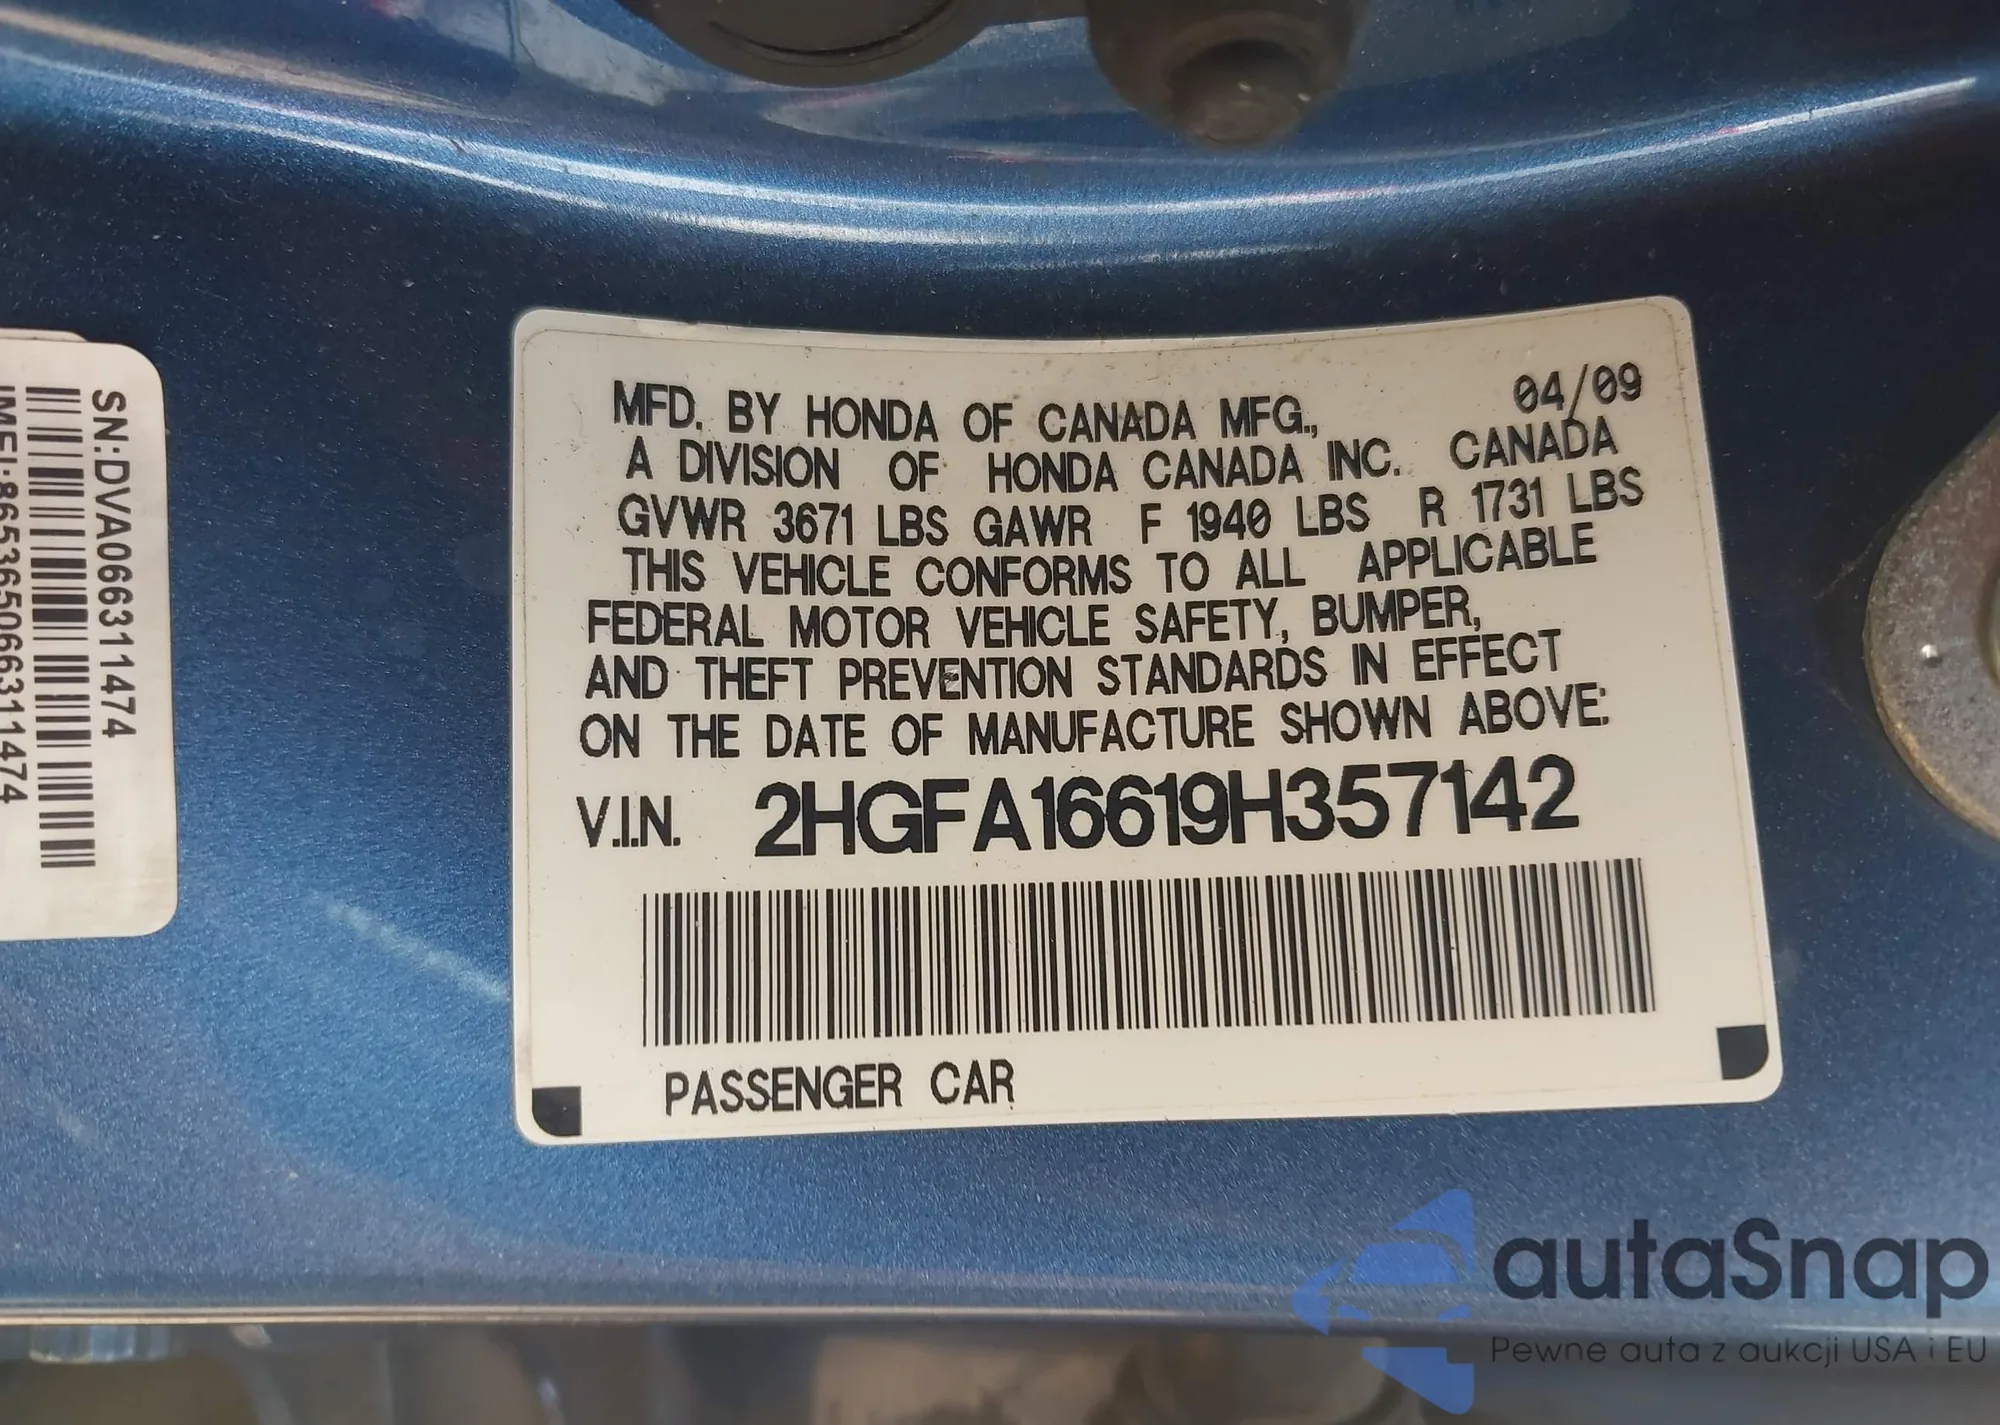 SN:DVA066311474
IMEI:865365066311474
MFD. BY HONDA OF CANADA MFG., 04/09
A DIVISION OF HONDA CANADA INC. CANADA
GVWR 3671 LBS GAWR F 1940 LBS R 1731 LBS
THIS VEHICLE CONFORMS TO ALL APPLICABLE
FEDERAL MOTOR VEHICLE SAFETY, BUMPER,
AND THEFT PREVENTION STANDARDS IN EFFECT
ON THE DATE OF MANUFACTURE SHOWN ABOVE:
V.I.N. 2HGFA16619H357142
PASSENGER CAR
autaSnap
Pewne auta z aukcji USA i EU